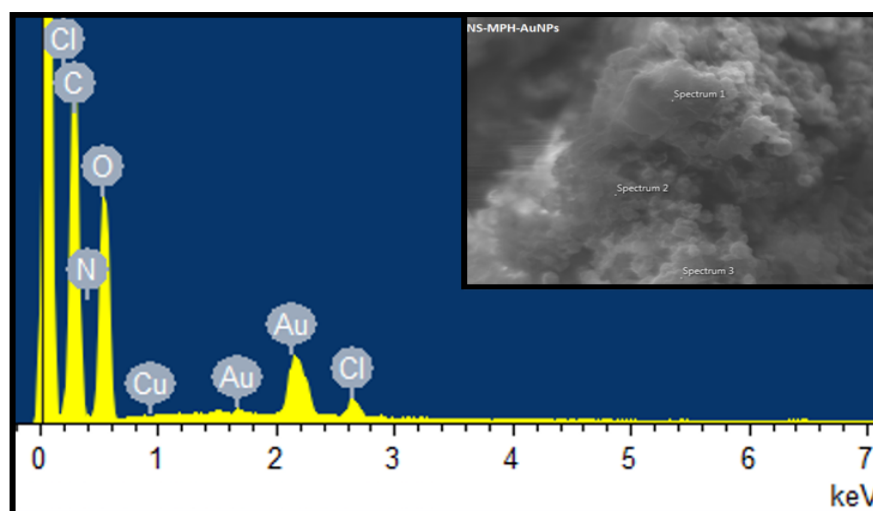 NS-MPH-AuNPs
Spectrum 1
Spectrum 2
Spectrum 3
Cl
C
O
N
Cu
Au
Au
Cl
0 1 2 3 4 5 6 7
keV